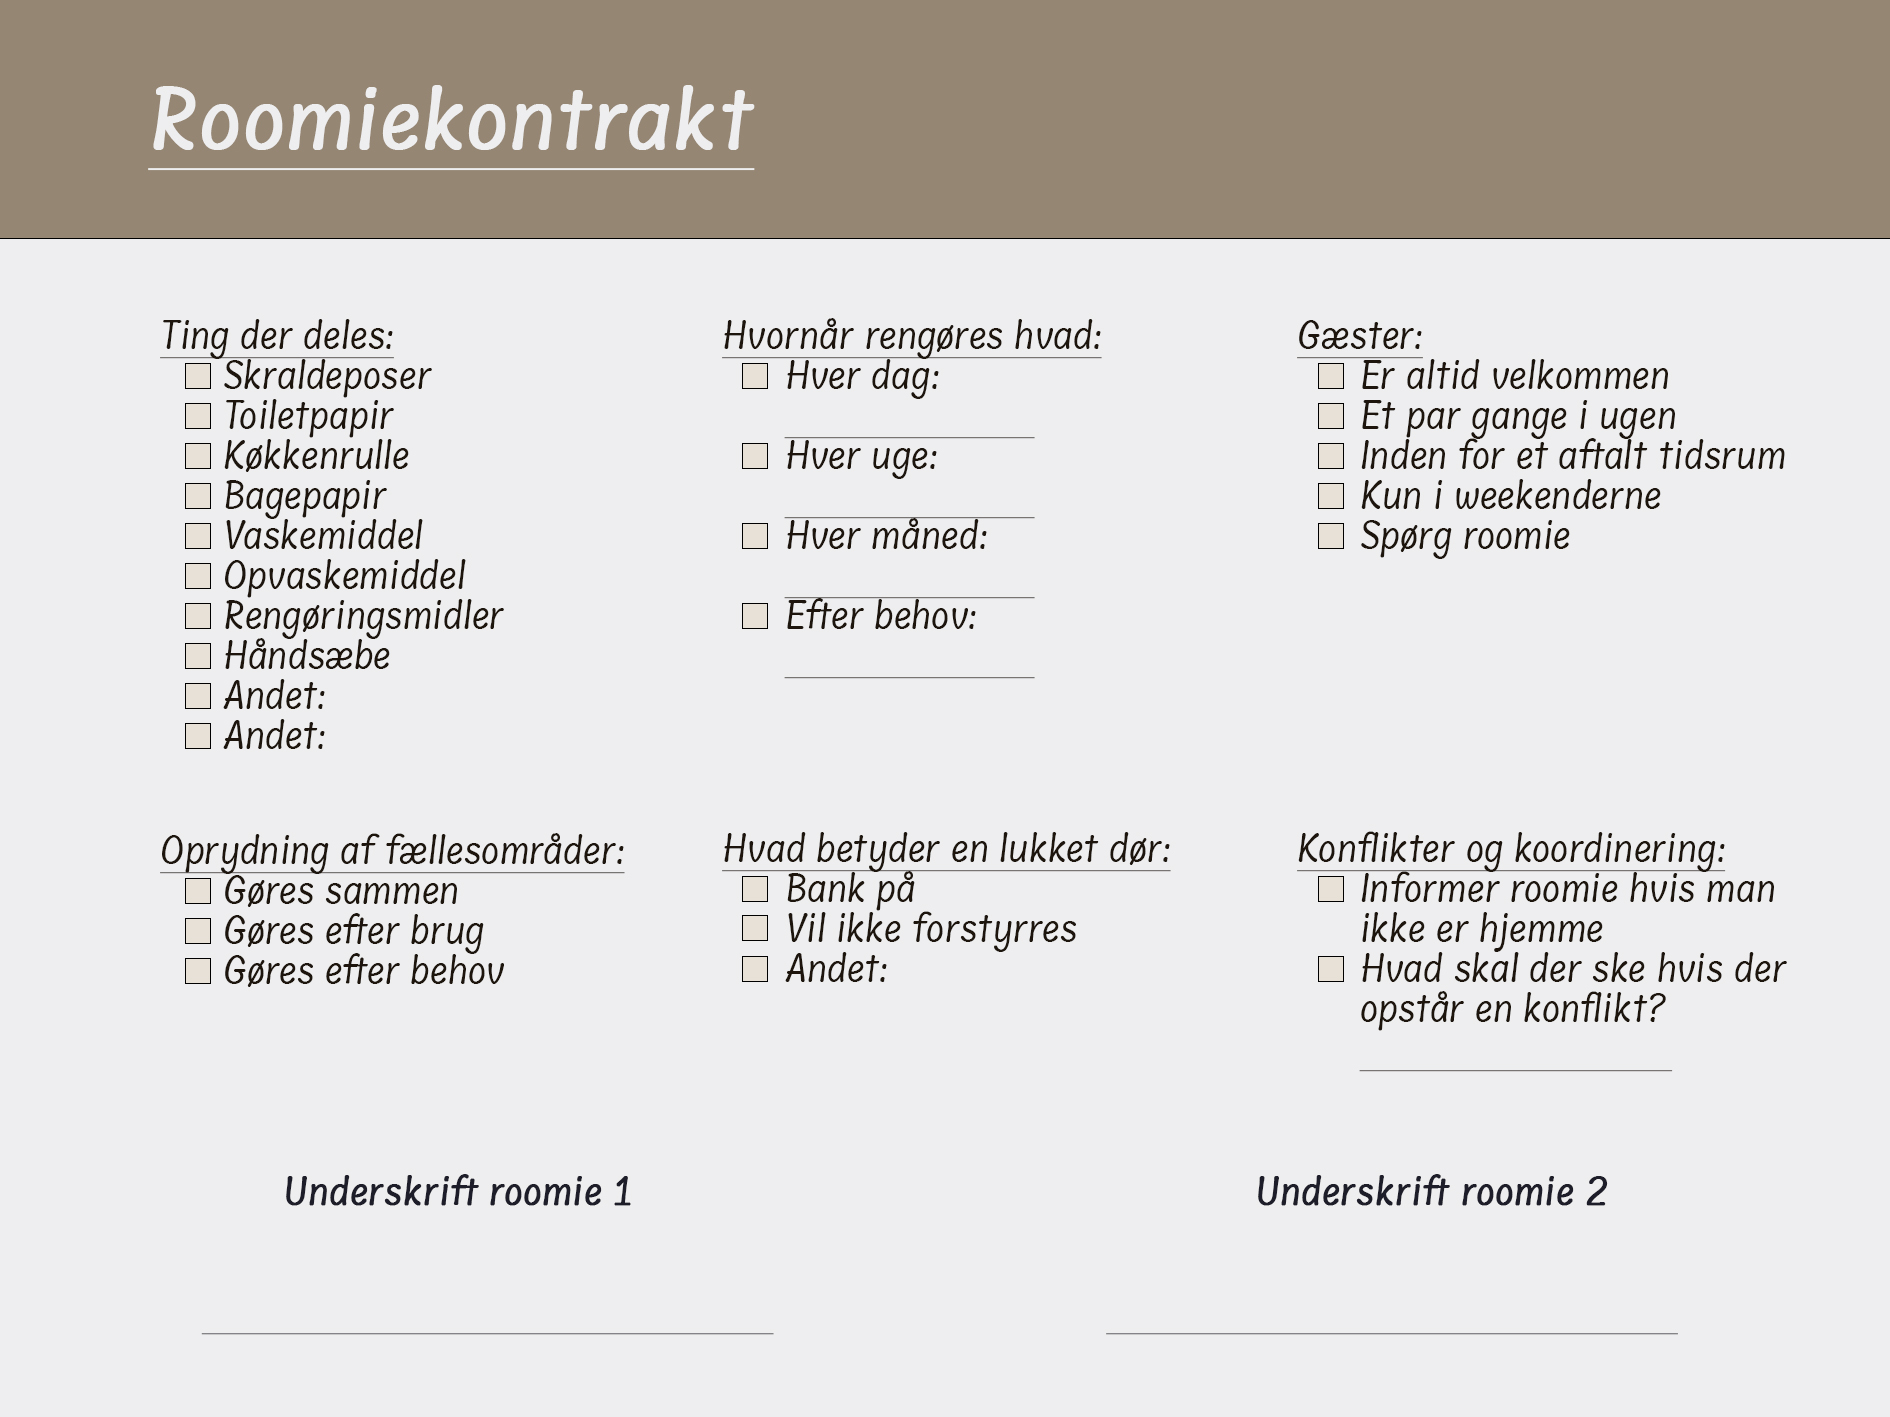 Roomiekontrakt
Ting der deles:
Skraldeposer
Toiletpapir
Køkkenrulle
Bagepapir
Vaskemiddel
Opvaskemiddel
Rengøringsmidler
Håndsæbe
Andet:
Andet:
Hvornår rengøres hvad:
Hver dag:
Hver uge:
Hver måned:
Efter behov:
Gæster:
Er altid velkommen
Et par gange i ugen
Inden for et aftalt tidsrum
Kun i weekenderne
Spørg roomie
Oprydning af fællesområder:
Gøres sammen
Gøres efter brug
Gøres efter behov
Hvad betyder en lukket dør:
Bank på
Vil ikke forstyrres
Andet:
Konflikter og koordinering:
Informer roomie hvis man
ikke er hjemme
Hvad skal der ske hvis der
opstår en konflikt?
Underskrift roomie 1
Underskrift roomie 2